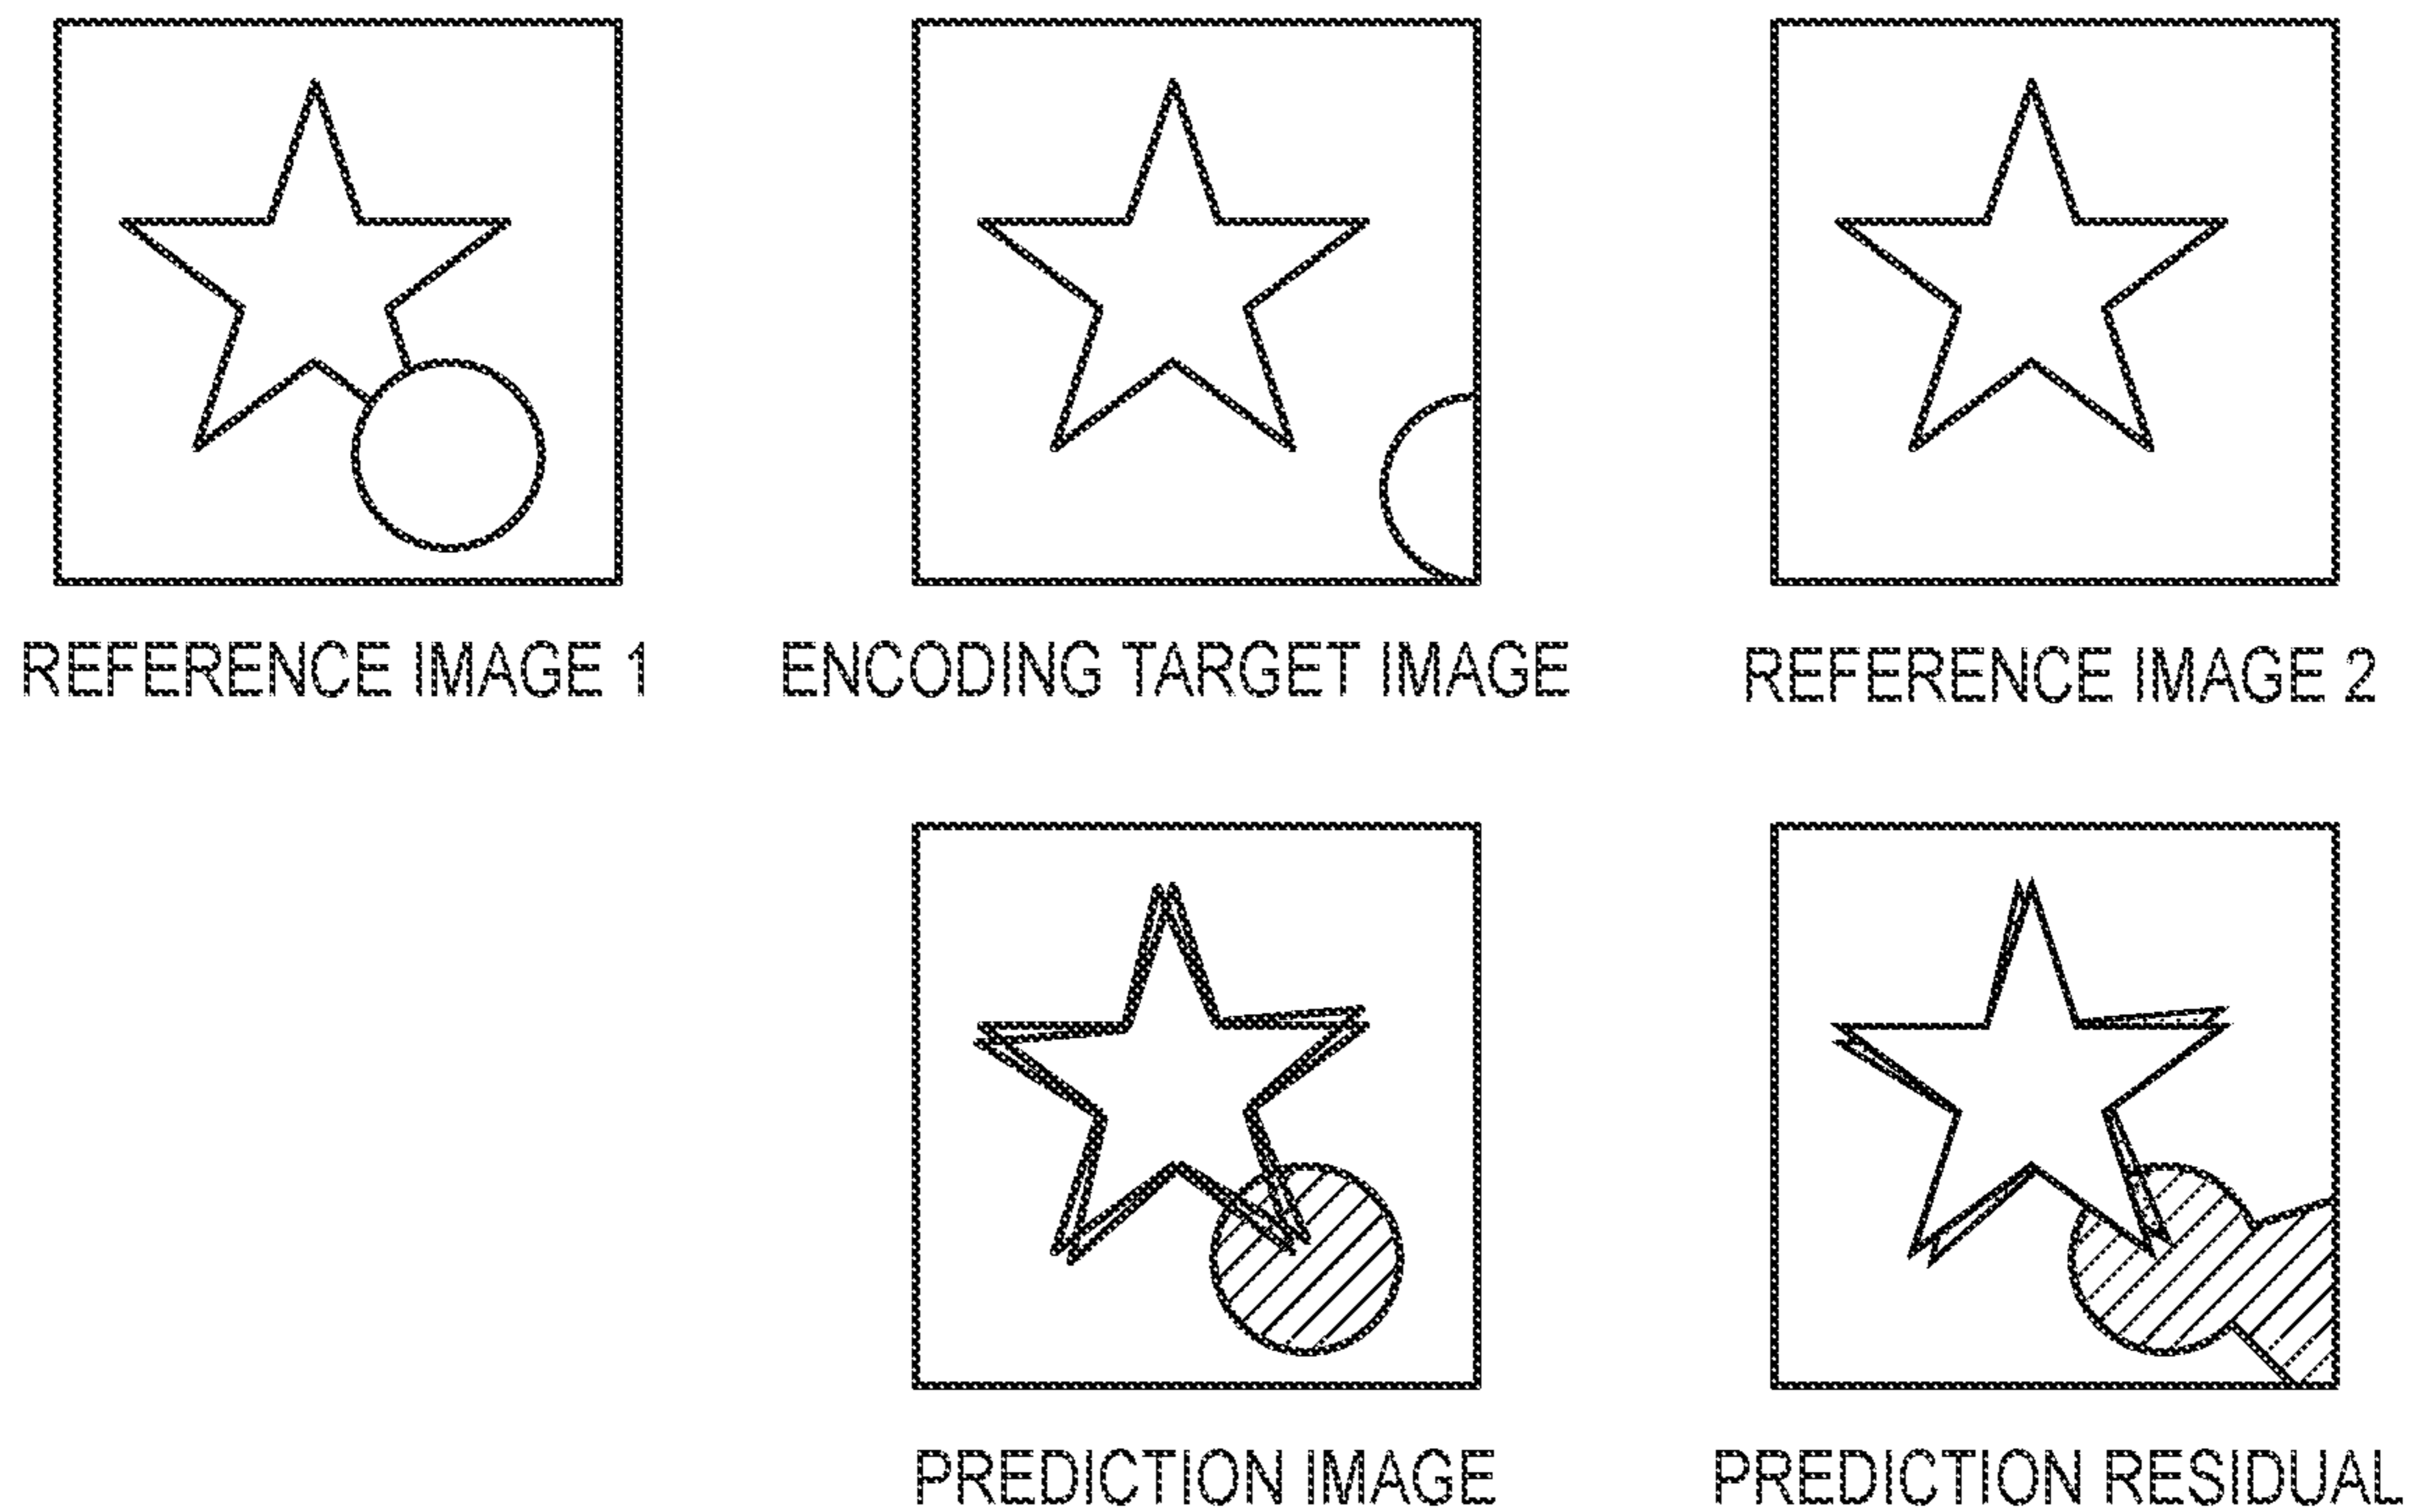 REFERENCE IMAGE 1
ENCODING TARGET IMAGE
REFERENCE IMAGE 2
PREDICTION IMAGE
PREDICTION RESIDUAL